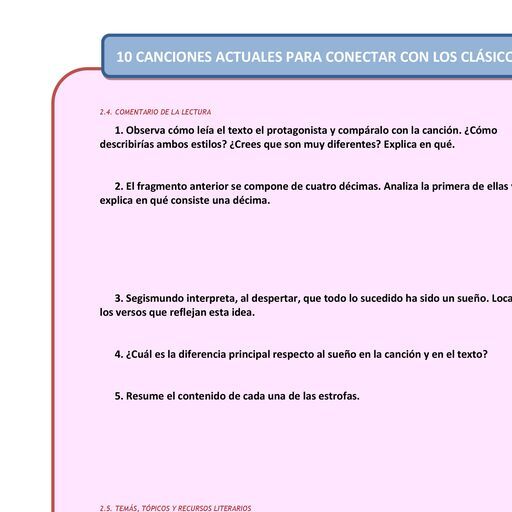 10 CANCIONES ACTUALES PARA CONECTAR CON LOS CLÁSICO
2.4. COMENTARIO DE LA LECTURA
1. Observa cómo leía el texto el protagonista y compáralo con la canción. ¿Cómo
describirías ambos estilos? ¿Crees que son muy diferentes? Explica en qué.
2. El fragmento anterior se compone de cuatro décimas. Analiza la primera de ellas
explica en qué consiste una décima.
3. Segismundo interpreta, al despertar, que todo lo sucedido ha sido un sueño. Loca
los versos que reflejan esta idea.
4. ¿Cuál es la diferencia principal respecto al sueño en la canción y en el texto?
5. Resume el contenido de cada una de las estrofas.
2.5. TEMAS, TÓPICOS Y RECURSOS LITERARIOS